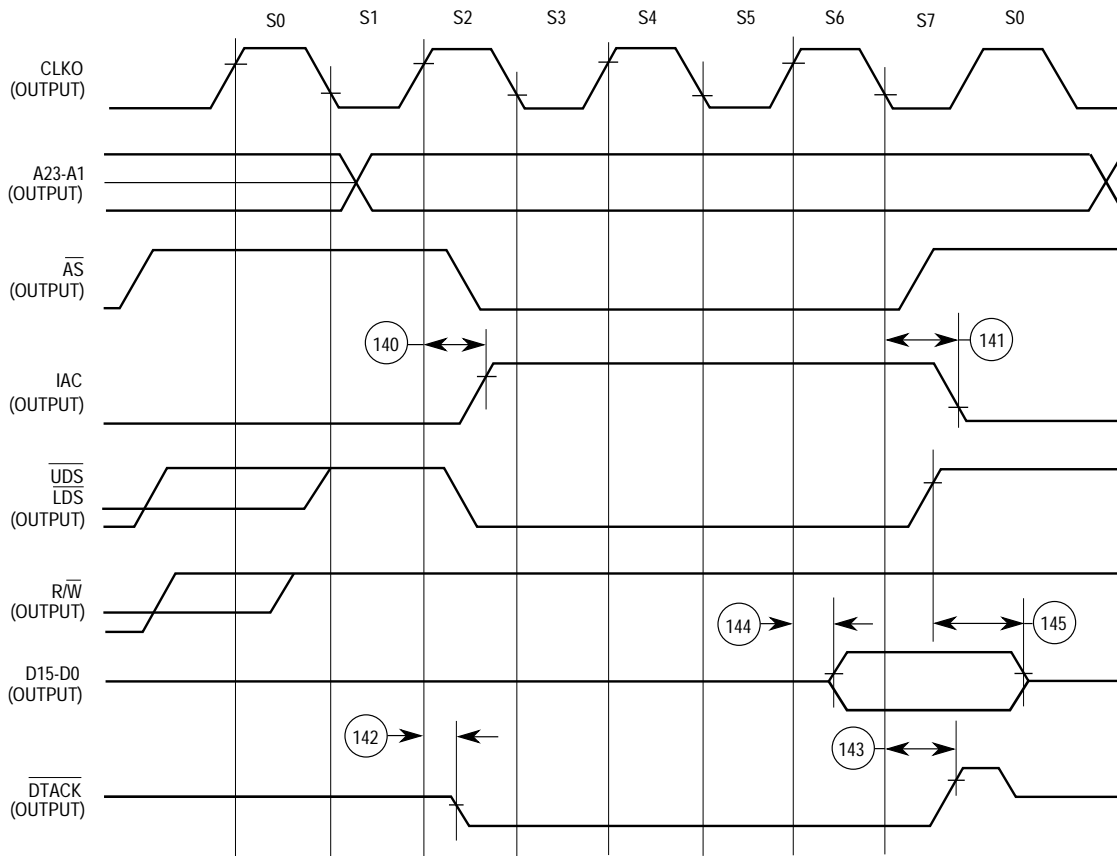 S0 S1 S2 S3 S4 S5 S6 S7 S0
CLKO
(OUTPUT)
A23-A1
(OUTPUT)
AS
(OUTPUT)
140
141
IAC
(OUTPUT)
UDS
LDS
(OUTPUT)
R/W
(OUTPUT)
144
145
D15-D0
(OUTPUT)
142
143
DTACK
(OUTPUT)